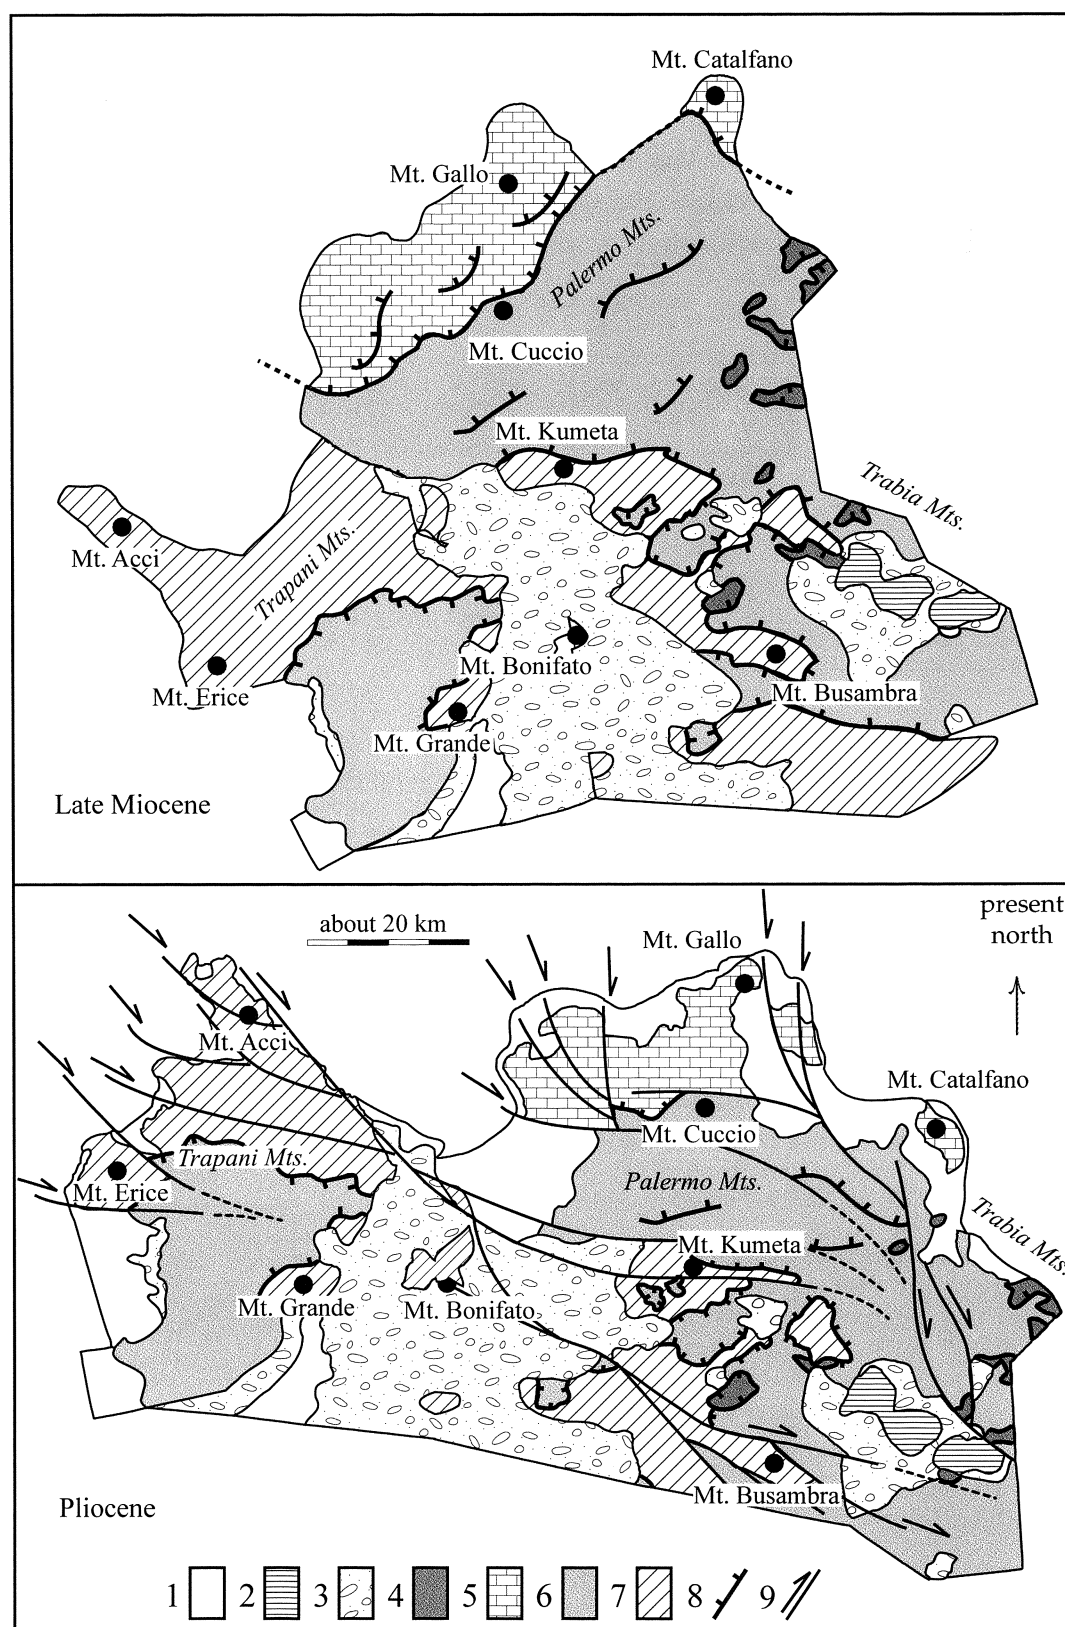 Mt. Catalfano
Mt. Gallo
Palermo Mts.
Mt. Cuccio
Mt. Kumeta
Trabia Mts.
Mt. Acci
Trapani Mts.
Mt. Erice
Mt. Bonifato
Mt. Busambra
Mt. Grande
Late Miocene
about 20 km
present
north
Mt. Gallo
Mt. Acci
Mt. Catalfano
Mt. Cuccio
Trapani Mts.
Mt. Erice
Palermo Mts.
Trabia Mts.
Mt. Kumeta
Mt. Grande
Mt. Bonifato
Mt. Busambra
Pliocene
1 2 3 4 5 6 7 8 9